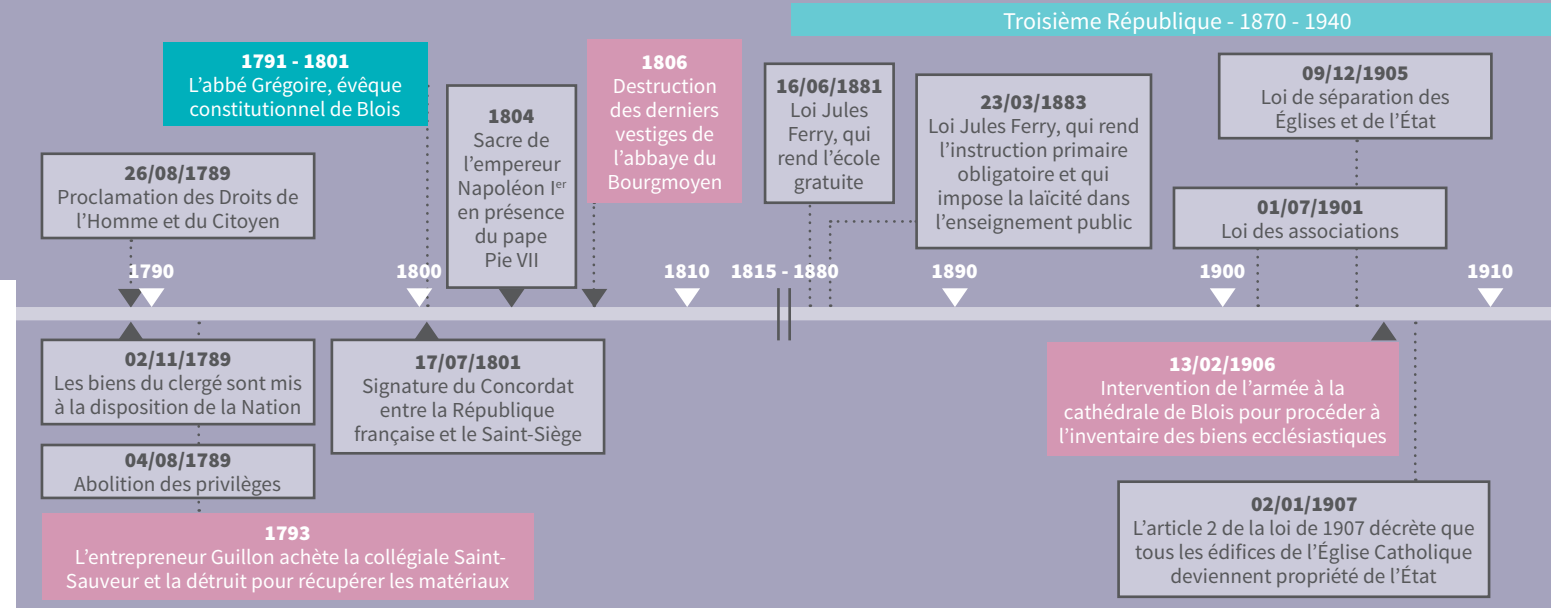 Troisième République - 1870 - 1940
1791 - 1801
L’abbé Grégoire, évêque
constitutionnel de Blois
26/08/1789
Proclamation des Droits de
l’Homme et du Citoyen
1804
Sacre de
l’empereur
Napoléon Ier
en présence
du pape
Pie VII
1806
Destruction
des derniers
vestiges de
l’abbaye du
Bourgmoyen
16/06/1881
Loi Jules
Ferry, qui
rend l’école
gratuite
23/03/1883
Loi Jules Ferry, qui rend
l’instruction primaire
obligatoire et qui
impose la laïcité dans
l’enseignement public
09/12/1905
Loi de séparation des
Églises et de l’État
01/07/1901
Loi des associations
1790
1800
1810
1815 - 1880
1890
1900
1910
02/11/1789
Les biens du clergé sont mis
à la disposition de la Nation
04/08/1789
Abolition des privilèges
1793
L’entrepreneur Guillon achète la collégiale Saint-
Sauveur et la détruit pour récupérer les matériaux
17/07/1801
Signature du Concordat
entre la République
française et le Saint-Siège
13/02/1906
Intervention de l’armée à la
cathédrale de Blois pour procéder à
l’inventaire des biens ecclésiastiques
02/01/1907
L’article 2 de la loi de 1907 décrète que
tous les édifices de l’Église Catholique
deviennent propriété de l’État